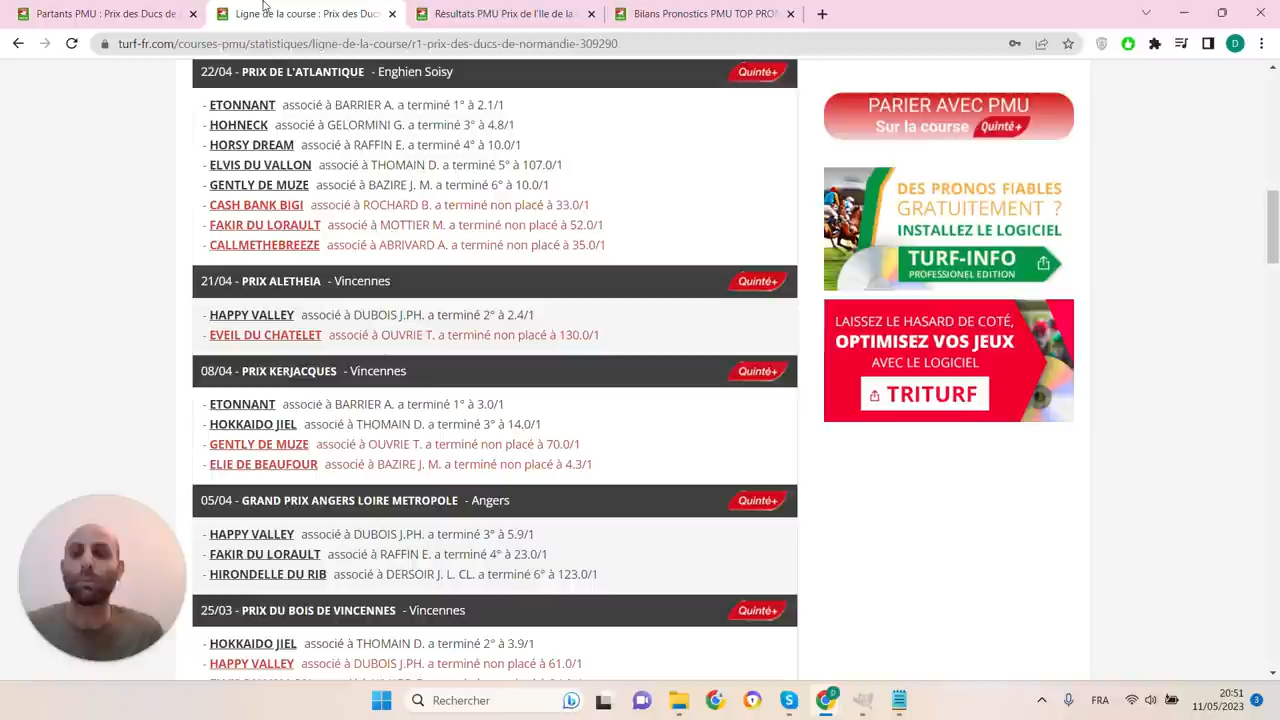 Partants PMU : Prix des Ducs de
Ligne de la course : Prix des Duc
Résultats PMU Prix de l'Ile de la
Bilans Pronostics PMU TOP PRON
turf-fr.com/courses-pmu/statistiques/course/r1-prix-des-ducs-de-normandie-309290
D
22/04 - PRIX DE L'ATLANTIQUE - Enghien Soisy Quinté+
- ETONNANT associé à BARRIER A. a terminé 1° à 2.1/1
- HOHNECK associé à GELORMINI G. a terminé 3° à 4.8/1
- HORSY DREAM associé à RAFFIN E. a terminé 4° à 10.0/1
- ELVIS DU VALLON associé à THOMAIN D. a terminé 5° à 107.0/1
- GENTLY DE MUZE associé à BAZIRE J. M. a terminé 6° à 10.0/1
- CASH BANK BIGI associé à ROCHARD B. a terminé non placé à 33.0/1
- FAKIR DU LORAULT associé à MOTTIER M. a terminé non placé à 52.0/1
- CALLMETHEBREEZE associé à ABRIVARD A. a terminé non placé à 35.0/1
21/04 - PRIX ALETHEIA - Vincennes Quinté+
- HAPPY VALLEY associé à DUBOIS J.PH. a terminé 2° à 2.4/1
- EVEIL DU CHATELET associé à OUVRIE T. a terminé non placé à 130.0/1
08/04 - PRIX KERJACQUES - Vincennes Quinté+
- ETONNANT associé à BARRIER A. a terminé 1° à 3.0/1
- HOKKAIDO JIEL associé à THOMAIN D. a terminé 3° à 14.0/1
- GENTLY DE MUZE associé à OUVRIE T. a terminé non placé à 70.0/1
- ELIE DE BEAUFOUR associé à BAZIRE J. M. a terminé non placé à 4.3/1
05/04 - GRAND PRIX ANGERS LOIRE METROPOLE - Angers Quinté+
- HAPPY VALLEY associé à DUBOIS J.PH. a terminé 3° à 5.9/1
- FAKIR DU LORAULT associé à RAFFIN E. a terminé 4° à 23.0/1
- HIRONDELLE DU RIB associé à DERSOIR J. L. CL. a terminé 6° à 123.0/1
25/03 - PRIX DU BOIS DE VINCENNES - Vincennes Quinté+
- HOKKAIDO JIEL associé à THOMAIN D. a terminé 2° à 3.9/1
- HAPPY VALLEY associé à DUBOIS J.PH. a terminé non placé à 61.0/1
PARIER AVEC PMU
Sur la course Quinté+
DES PRONOS FIABLES
GRATUITEMENT ?
INSTALLEZ LE LOGICIEL
TURF-INFO
PROFESSIONEL EDITION
LAISSEZ LE HASARD DE COTÉ,
OPTIMISEZ VOS JEUX
AVEC LE LOGICIEL
TRITURF
Rechercher
FRA
20:51
11/05/2023
3